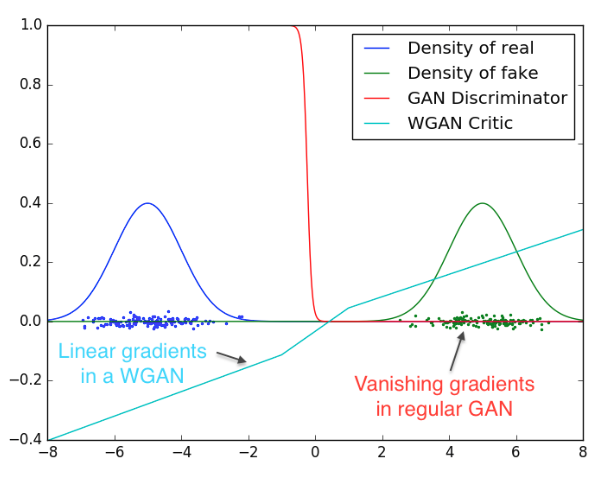 1.0
0.8
0.6
0.4
0.2
0.0
−0.2
−0.4
−8 −6 −4 −2 0 2 4 6 8
Density of real
Density of fake
GAN Discriminator
WGAN Critic
Linear gradients
in a WGAN
Vanishing gradients
in regular GAN